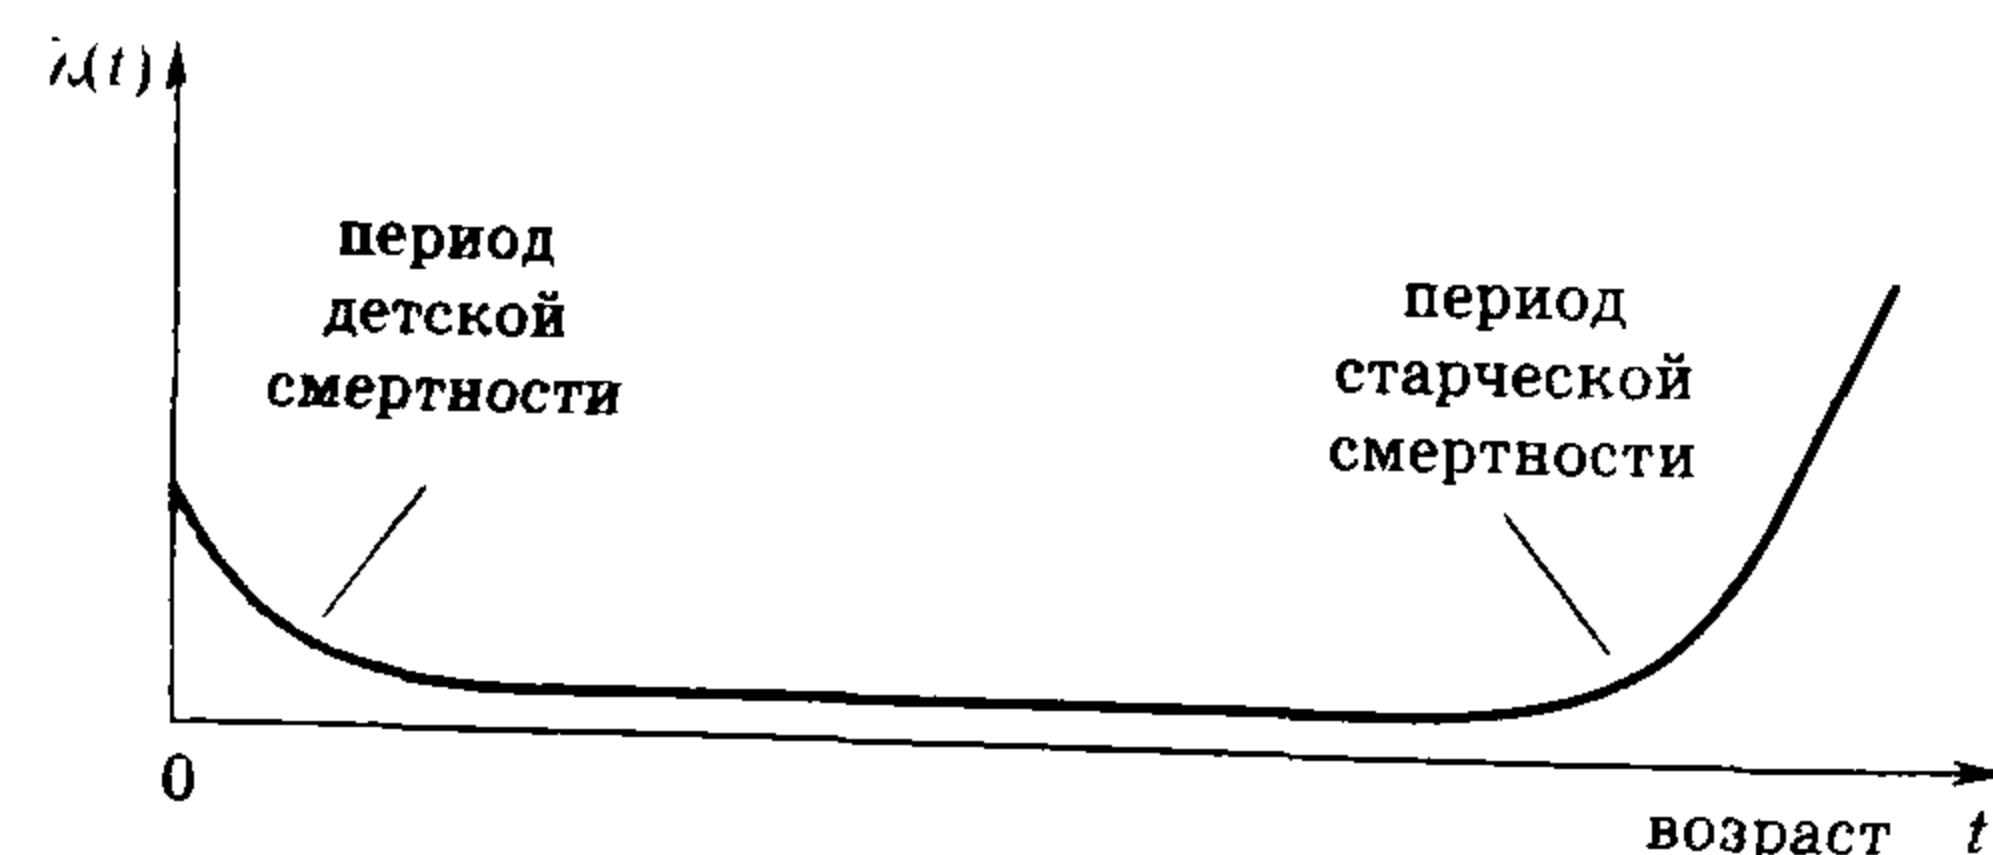 λ(t)
период
детской
смертности
период
старческой
смертности
0
возраст t